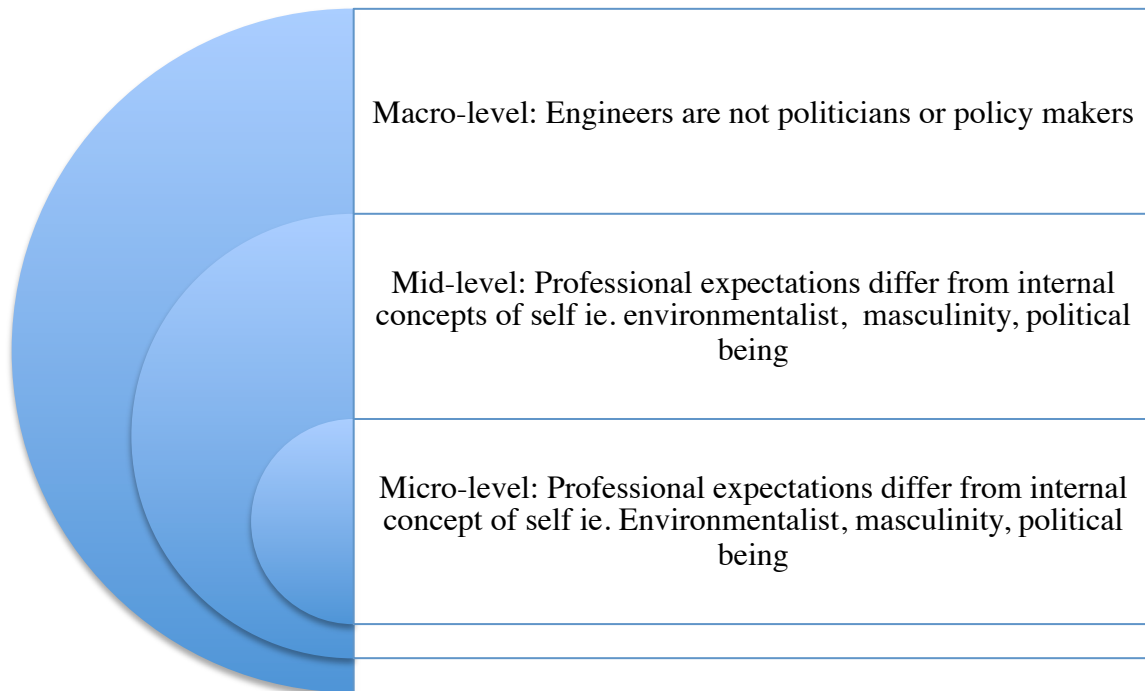 Macro-level: Engineers are not politicians or policy makers
Mid-level: Professional expectations differ from internal
concepts of self ie. environmentalist,  masculinity, political
being
Micro-level: Professional expectations differ from internal
concept of self ie. Environmentalist, masculinity, political
being